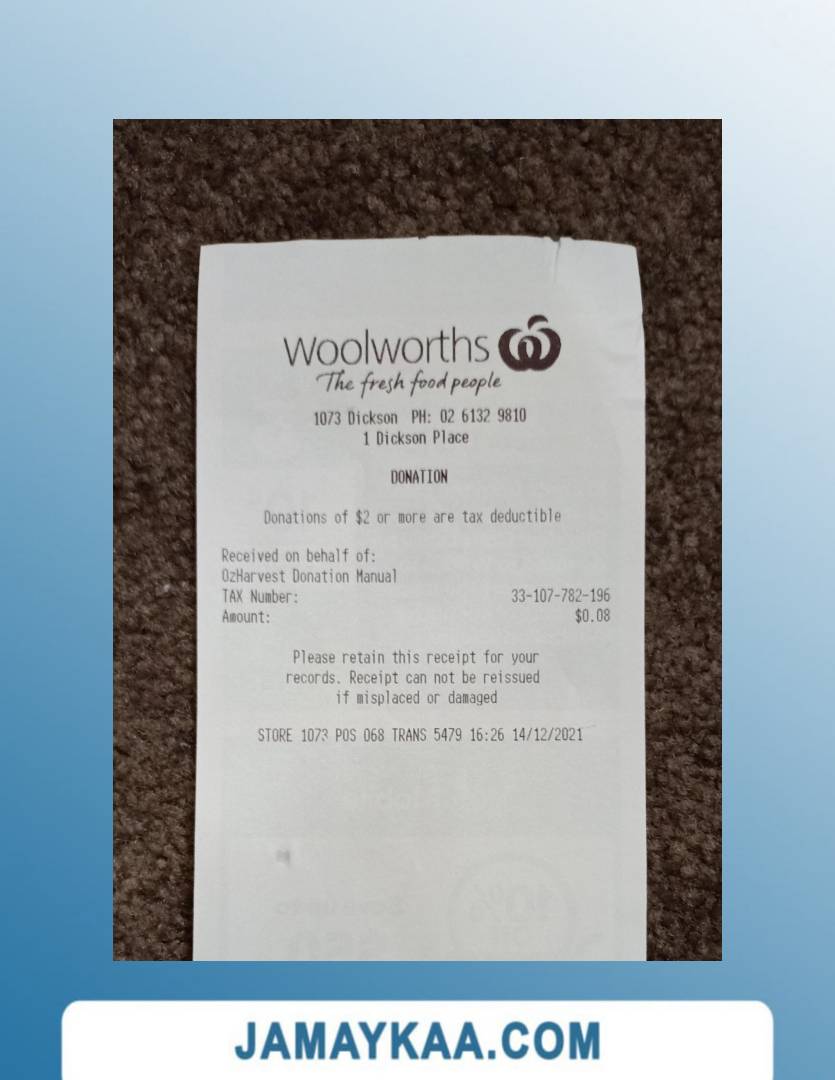 Woolworths
The fresh food people
1073 Dickson PH: 02 6132 9810
1 Dickson Place
DONATION
Donations of $2 or more are tax deductible
Received on behalf of:
OzHarvest Donation Manual
TAX Number: 33-107-782-196
Amount: $0.08
Please retain this receipt for your
records. Receipt can not be reissued
if misplaced or damaged
STORE 1073 POS 068 TRANS 5479 16:26 14/12/2021
JAMAYKAA.COM